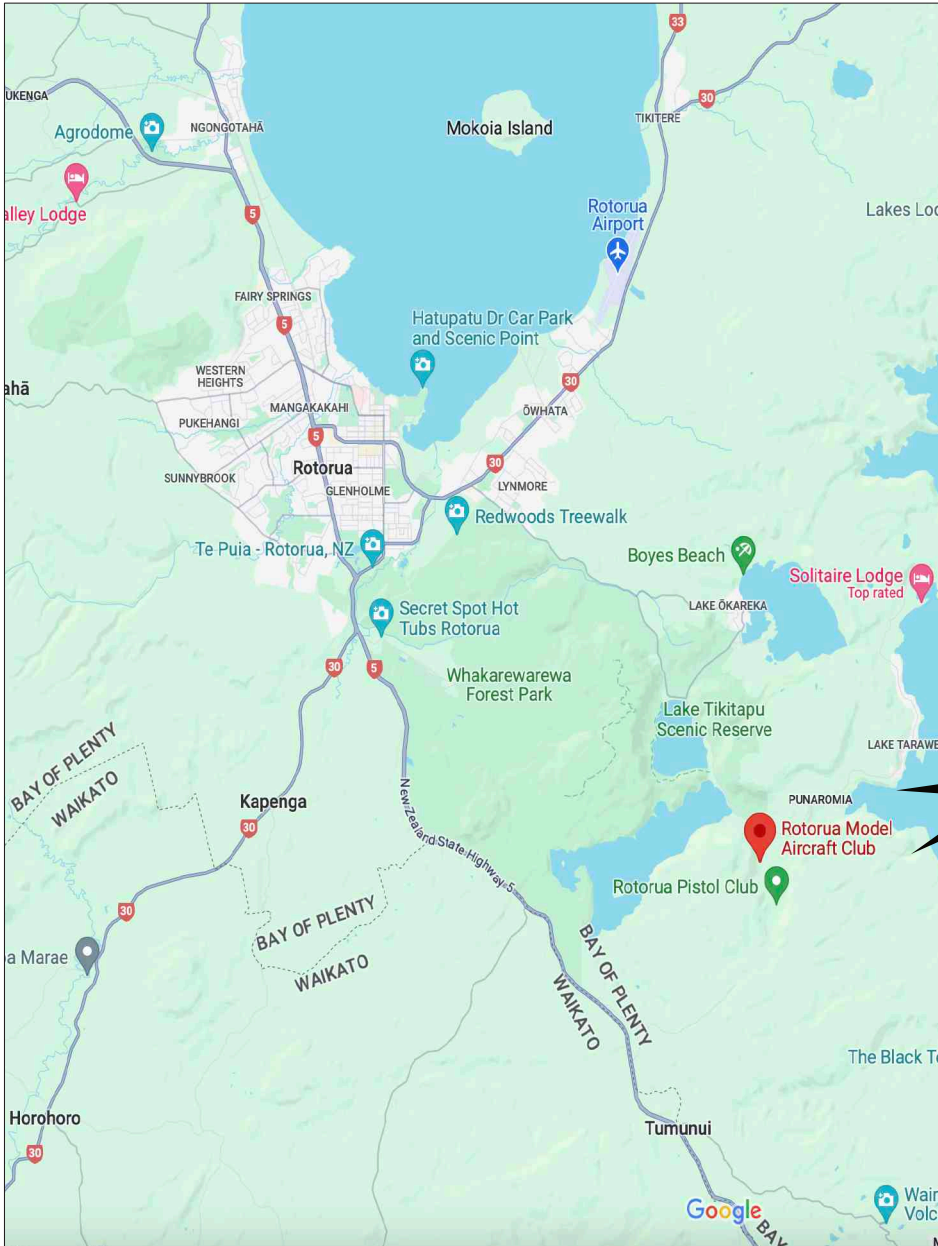 33
UKENGA
30
Agrodome
NGONGOTAHĀ
Mokoia Island
TIKITERE
alley Lodge
5
Rotorua
Airport
Lakes Loc
FAIRY SPRINGS
5
Hatupatu Dr Car Park
and Scenic Point
WESTERN
HEIGHTS
30
ahā
MANGAKAKAHI
ŌWHATA
PUKEHANGI
5
Rotorua
30
SUNNYBROOK
GLENHOLME
LYNMORE
Redwoods Treewalk
Te Puia - Rotorua, NZ
Boyes Beach
Solitaire Lodge
Top rated
Secret Spot Hot
Tubs Rotorua
LAKE ŌKAREKA
30
5
Whakarewarewa
Forest Park
Lake Tikitapu
Scenic Reserve
BAY OF PLENTY
WAIKATO
LAKE TARAWE
Kapenga
New Zealand State Highway 5
PUNAROMIA
30
Rotorua Model
Aircraft Club
Rotorua Pistol Club
30
BAY OF PLENTY
WAIKATO
BAY OF PLENTY
WAIKATO
a Marae
The Black Te
Horohoro
Tumunui
30
Google
BAY
Wair
Volc